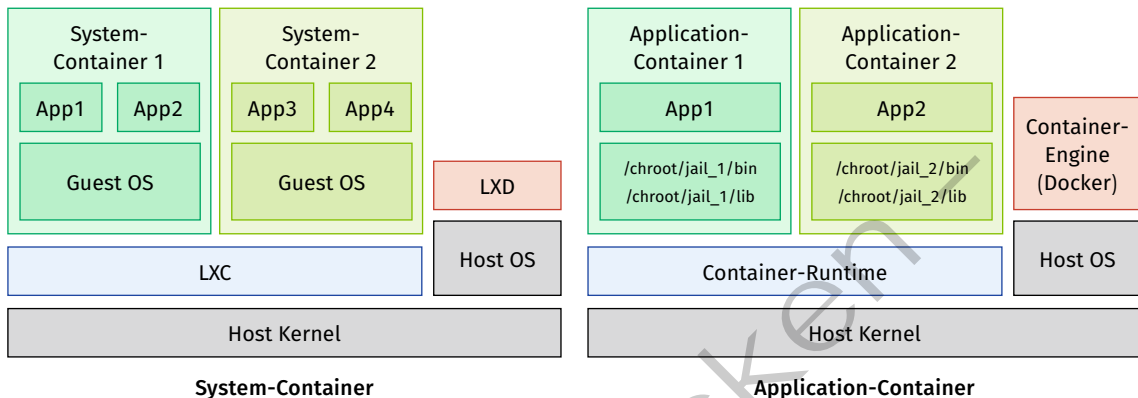 System-
Container 1
App1
App2
Guest OS
System-
Container 2
App3
App4
Guest OS
LXD
LXC
Host OS
Host Kernel
System-Container
Application-
Container 1
App1
/chroot/jail_1/bin
/chroot/jail_1/lib
Application-
Container 2
App2
/chroot/jail_2/bin
/chroot/jail_2/lib
Container-
Engine
(Docker)
Container-Runtime
Host OS
Host Kernel
Application-Container